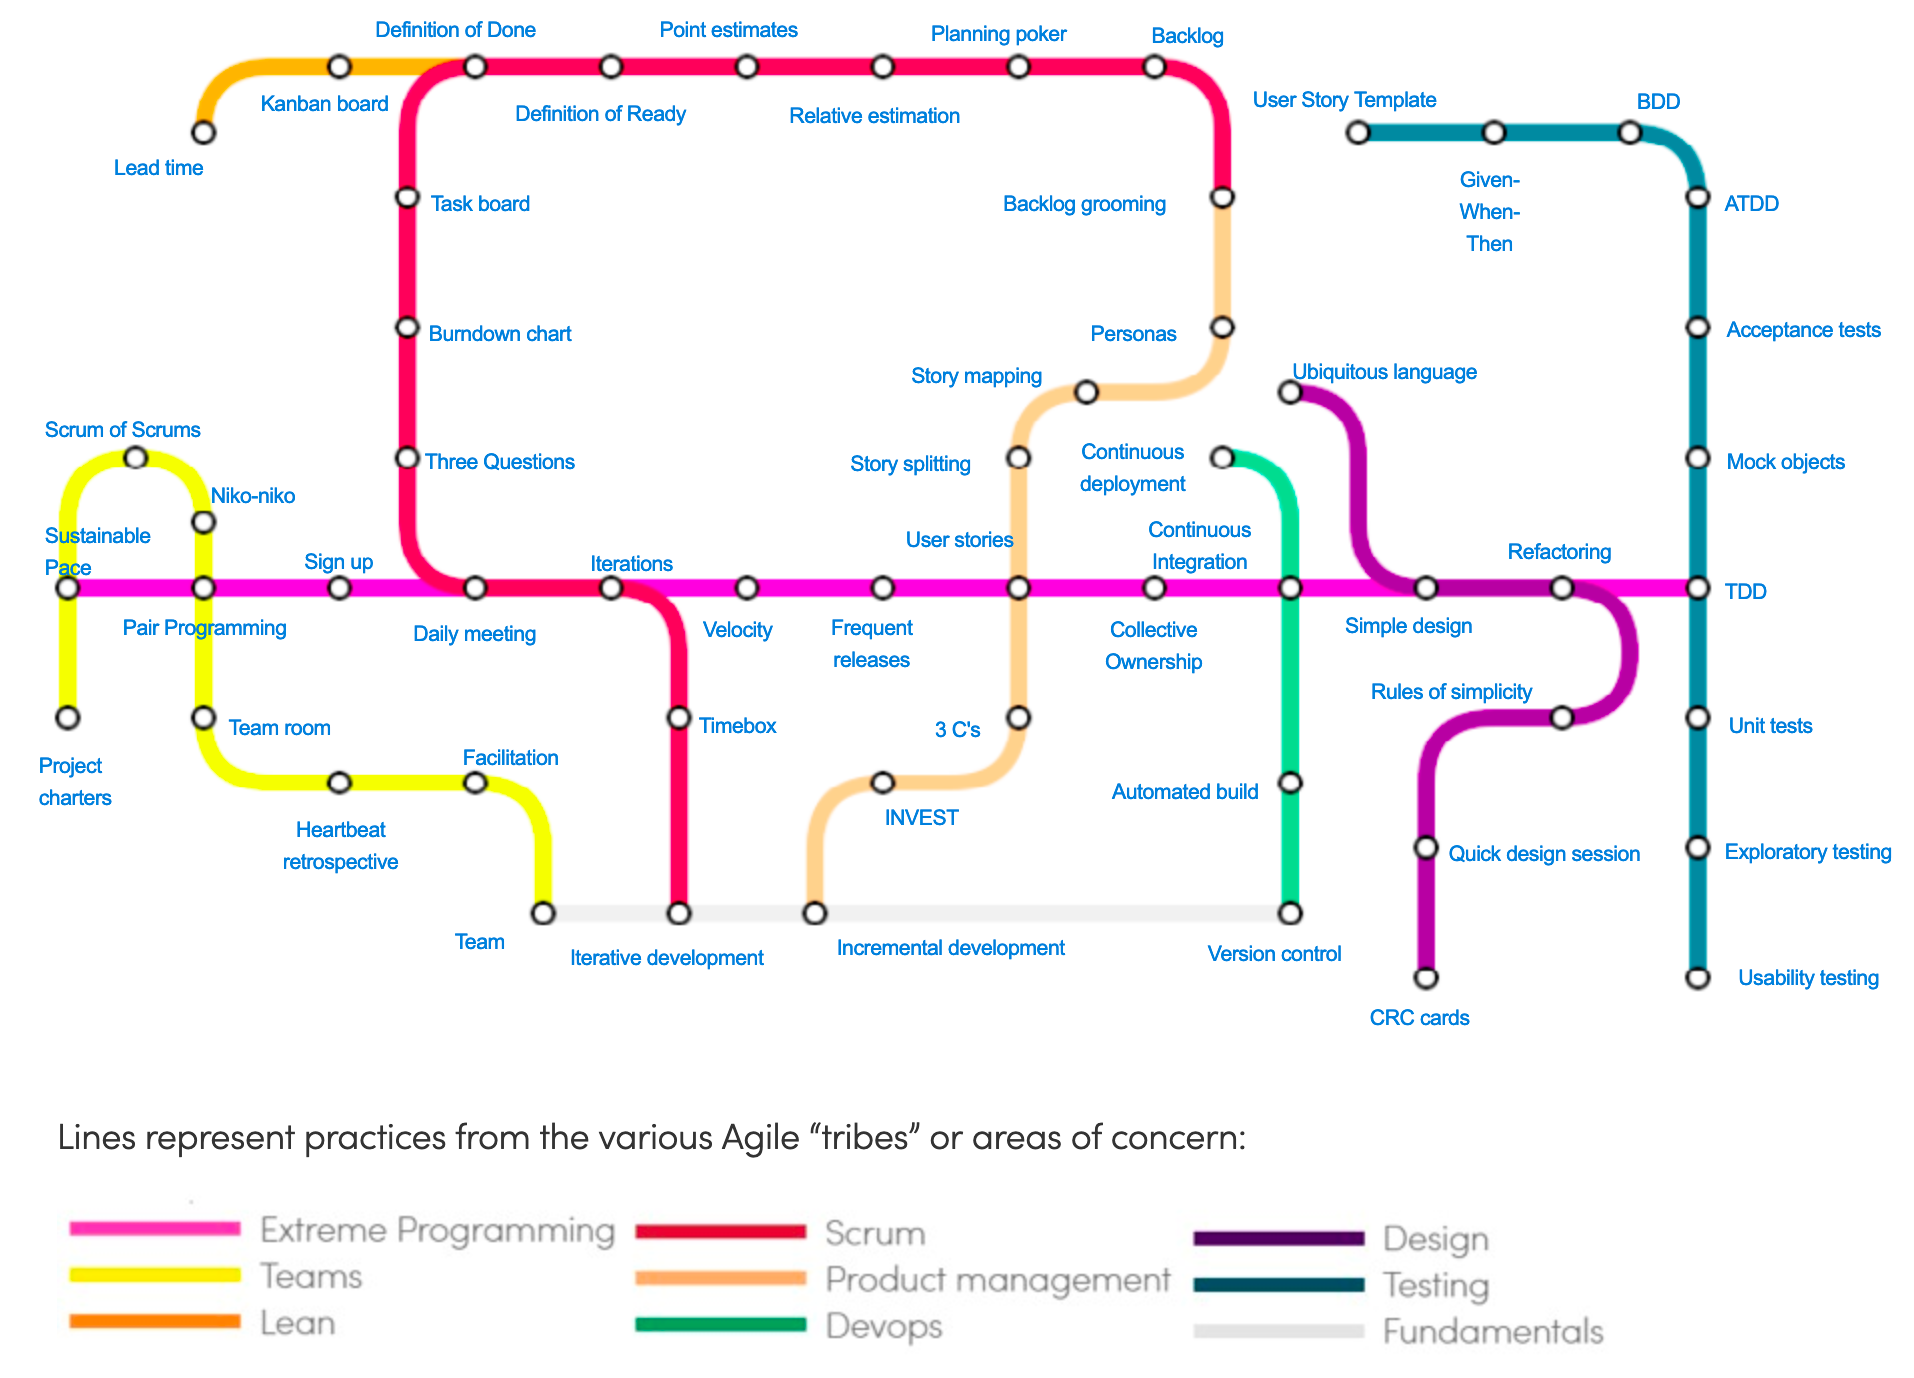 Definition of Done
Point estimates
Planning poker
Backlog
Kanban board
Definition of Ready
Relative estimation
User Story Template
BDD
Lead time
Given-
When-
Then
Task board
Backlog grooming
ATDD
Burndown chart
Personas
Acceptance tests
Story mapping
Ubiquitous language
Scrum of Scrums
Three Questions
Story splitting
Continuous
deployment
Mock objects
Niko-niko
Sustainable
Pace
Sign up
Iterations
User stories
Continuous
Integration
Refactoring
TDD
Pair Programming
Daily meeting
Velocity
Frequent
releases
Collective
Ownership
Simple design
Rules of simplicity
Team room
Timebox
3 C's
Unit tests
Project
charters
Facilitation
Automated build
INVEST
Heartbeat
retrospective
Quick design session
Exploratory testing
Team
Iterative development
Incremental development
Version control
Usability testing
CRC cards
Lines represent practices from the various Agile “tribes” or areas of concern:
Extreme Programming
Teams
Lean
Scrum
Product management
Devops
Design
Testing
Fundamentals